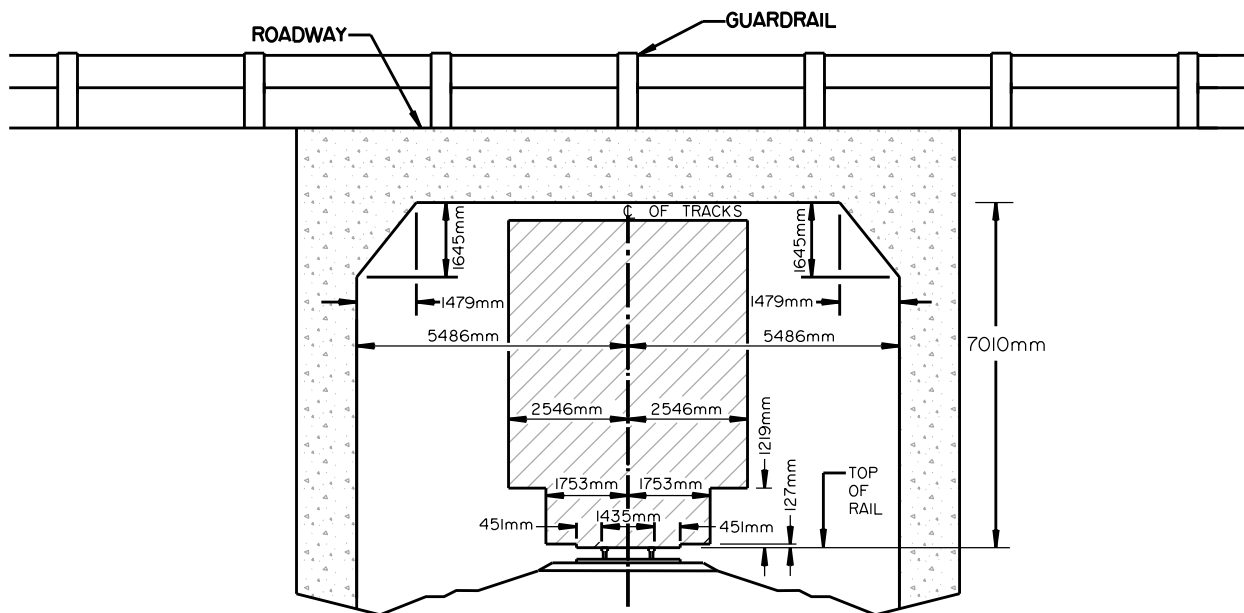 GUARDRAIL
ROADWAY
℄ OF TRACKS
1645mm
1645mm
1479mm
1479mm
5486mm
5486mm
7010mm
2546mm
2546mm
1219mm
1753mm
1753mm
127mm
TOP
OF
RAIL
451mm
1435mm
451mm